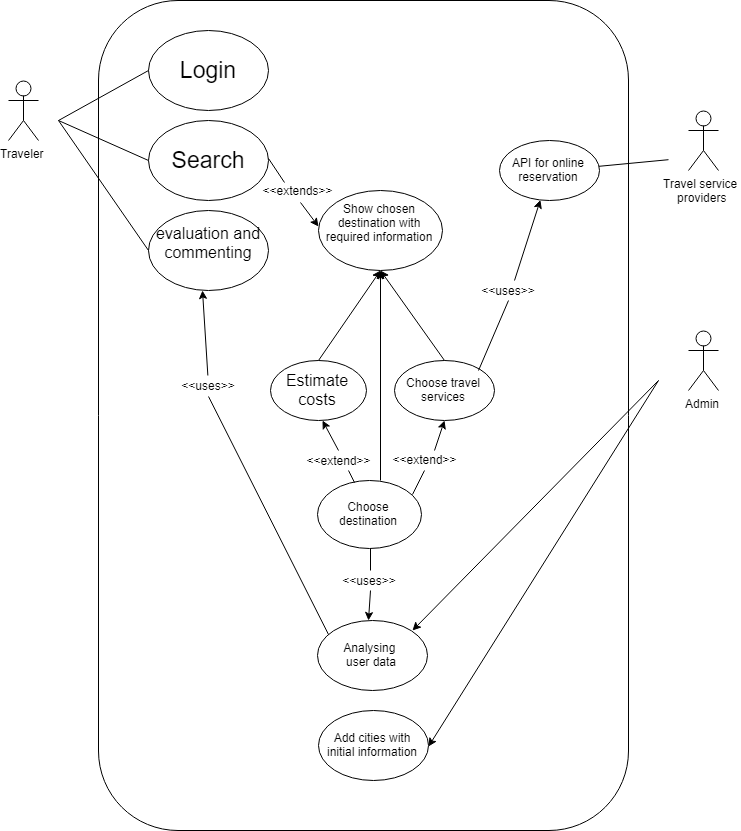 Login
Traveler
Search
<<extends>>
API for online
reservation
Travel service
providers
Show chosen
destination with
required information
evaluation and
commenting
<<uses>>
<<uses>>
Estimate
costs
Choose travel
services
Admin
<<extend>>
<<extend>>
Choose
destination
<<uses>>
Analysing
user data
Add cities with
initial information